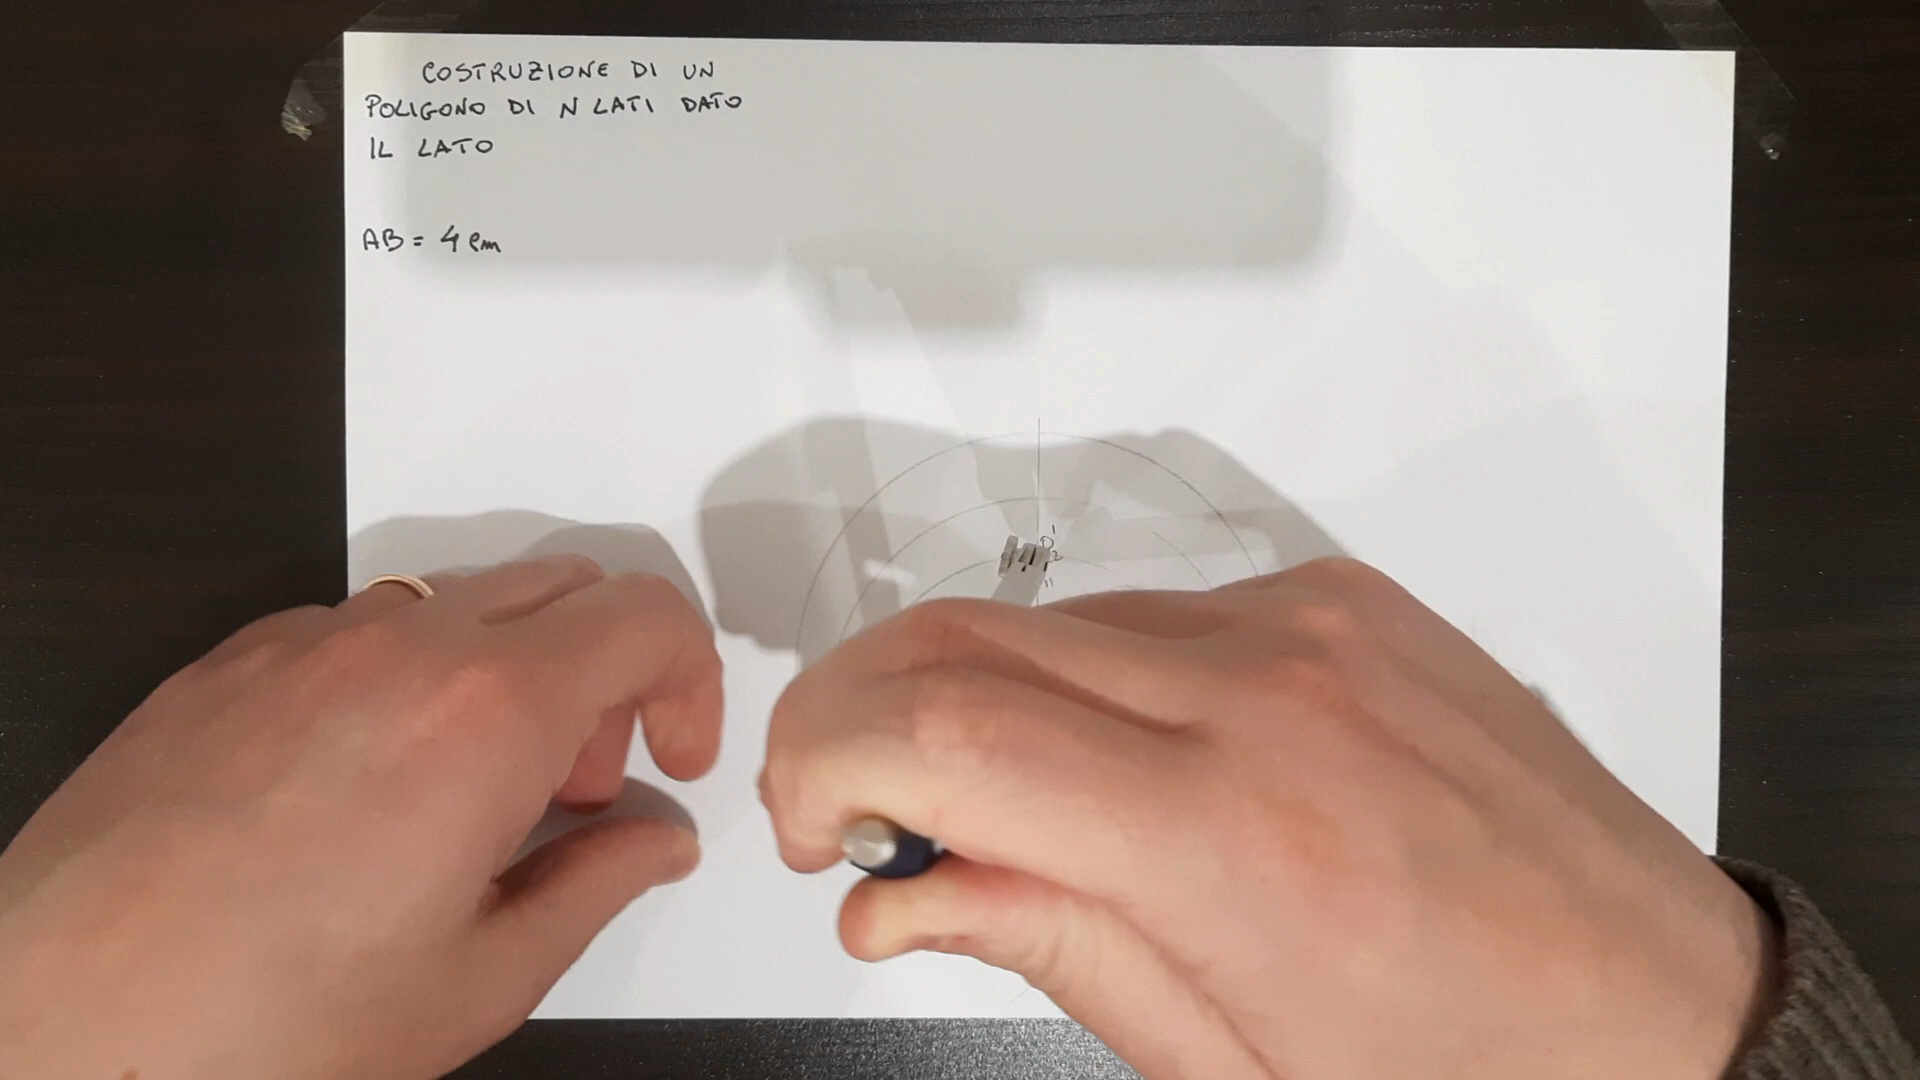 COSTRUZIONE DI UN
POLIGONO DI N LATI DATO
IL LATO
AB = 4 cm